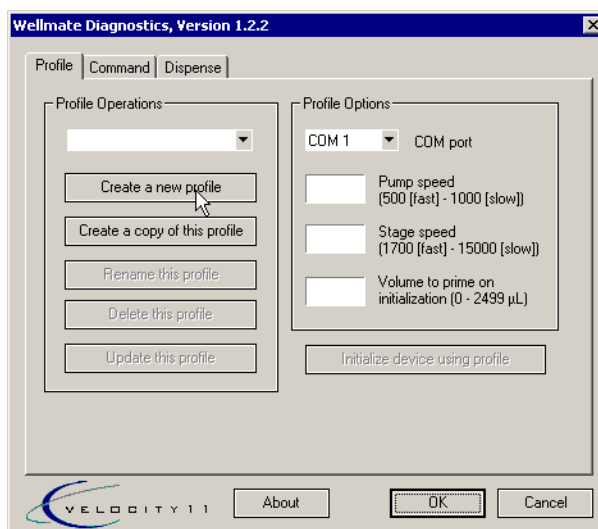 Wellmate Diagnostics, Version 1.2.2
Profile
Command
Dispense
Profile Operations
Create a new profile
Create a copy of this profile
Rename this profile
Delete this profile
Update this profile
Profile Options
COM 1
COM port
Pump speed
(500 [fast] - 1000 [slow])
Stage speed
(1700 [fast] - 15000 [slow])
Volume to prime on
initialization (0 - 2499 µL)
Initialize device using profile
VELOCITY11
About
OK
Cancel